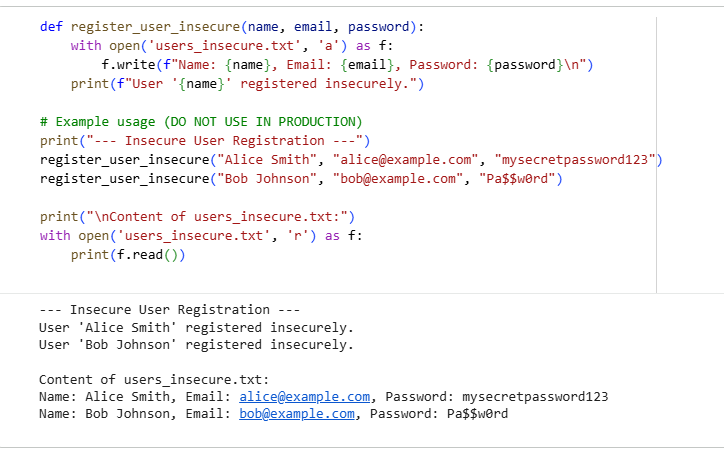 def register_user_insecure(name, email, password):
    with open('users_insecure.txt', 'a') as f:
        f.write(f"Name: {name}, Email: {email}, Password: {password}\n")
    print(f"User '{name}' registered insecurely.")

# Example usage (DO NOT USE IN PRODUCTION)
print("--- Insecure User Registration ---")
register_user_insecure("Alice Smith", "alice@example.com", "mysecretpassword123")
register_user_insecure("Bob Johnson", "bob@example.com", "Pa$$w0rd")

print("\nContent of users_insecure.txt:")
with open('users_insecure.txt', 'r') as f:
    print(f.read())

--- Insecure User Registration ---
User 'Alice Smith' registered insecurely.
User 'Bob Johnson' registered insecurely.

Content of users_insecure.txt:
Name: Alice Smith, Email: alice@example.com, Password: mysecretpassword123
Name: Bob Johnson, Email: bob@example.com, Password: Pa$$w0rd